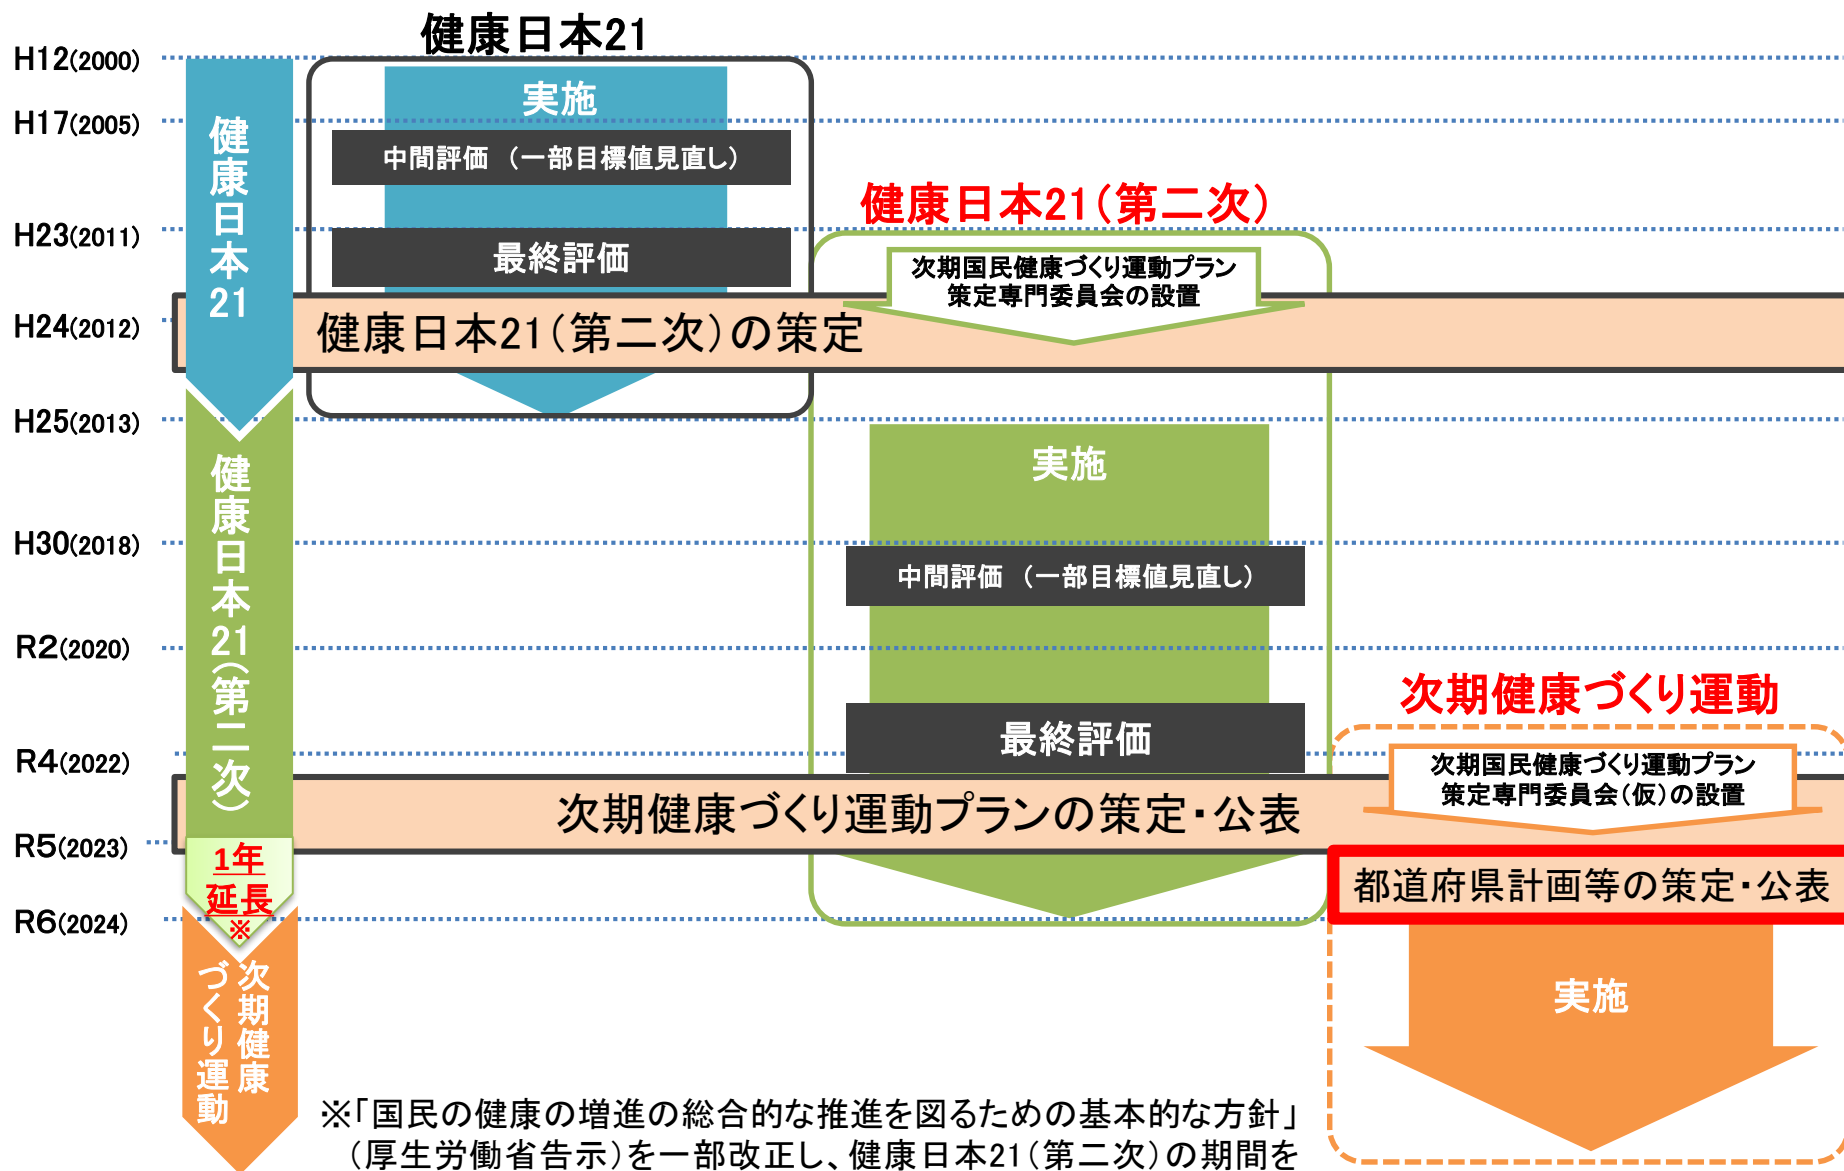 健康日本21
H12(2000)
実施
H17(2005)
中間評価 （一部目標値見直し）
健康日本21
健康日本21（第二次）
H23(2011)
最終評価
次期国民健康づくり運動プラン
策定専門委員会の設置
H24(2012)
健康日本21（第二次）の策定
H25(2013)
実施
健康日本21（第二次）
H30(2018)
中間評価 （一部目標値見直し）
R2(2020)
次期健康づくり運動
最終評価
R4(2022)
次期国民健康づくり運動プラン
策定専門委員会（仮）の設置
次期健康づくり運動プランの策定・公表
R5(2023)
1年
延長
※
都道府県計画等の策定・公表
R6(2024)
次期健康
づくり運動
実施
※「国民の健康の増進の総合的な推進を図るための基本的な方針」
（厚生労働省告示）を一部改正し、健康日本21（第二次）の期間を